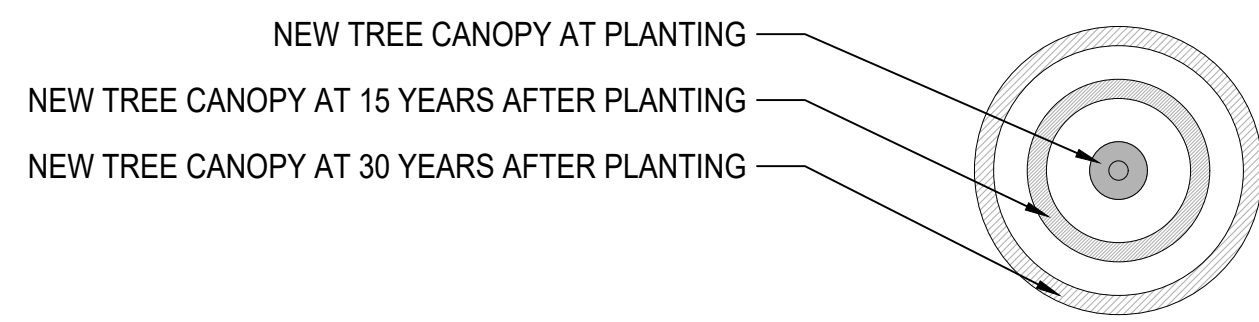 NEW TREE CANOPY AT PLANTING
NEW TREE CANOPY AT 15 YEARS AFTER PLANTING
NEW TREE CANOPY AT 30 YEARS AFTER PLANTING